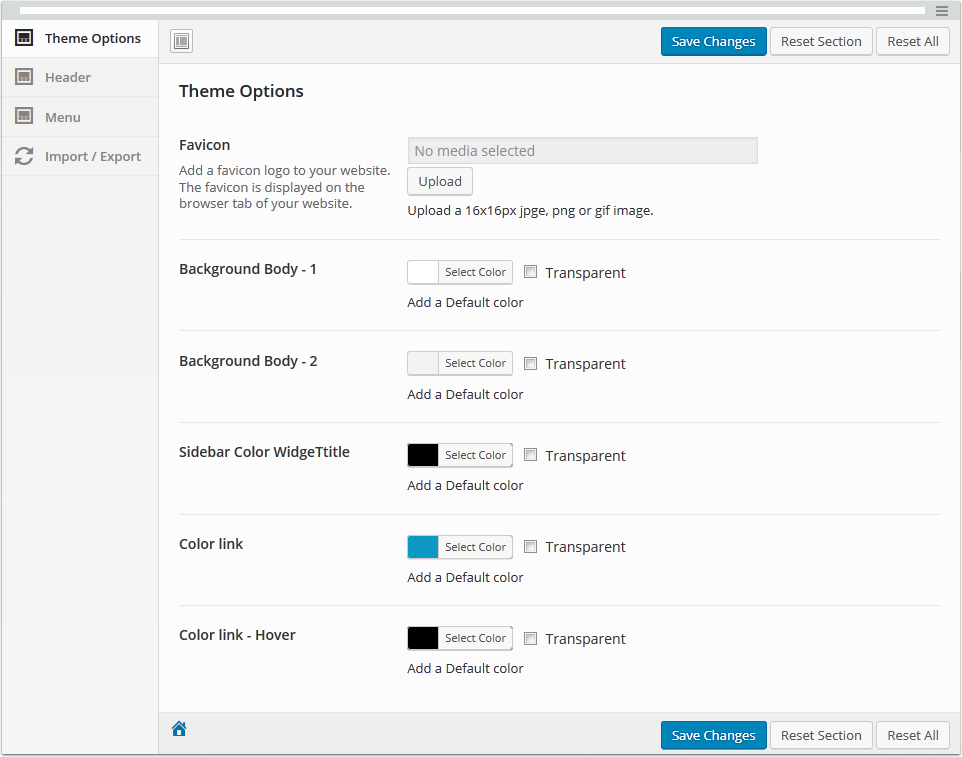 Theme Options
Header
Menu
Import / Export
Save Changes
Reset Section
Reset All
Theme Options
Favicon
Add a favicon logo to your website.
The favicon is displayed on the
browser tab of your website.
No media selected
Upload
Upload a 16x16px jpge, png or gif image.
Background Body - 1
Select Color
Transparent
Add a Default color
Background Body - 2
Select Color
Transparent
Add a Default color
Sidebar Color WidgeTtitle
Select Color
Transparent
Add a Default color
Color link
Select Color
Transparent
Add a Default color
Color link - Hover
Select Color
Transparent
Add a Default color
Save Changes
Reset Section
Reset All